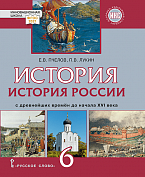 ИННОВАЦИОННАЯ
ШКОЛА
Е.В. ПЧЕЛОВ, П.В. ЛУКИН
ИСТОРИЯ
ИСТОРИЯ РОССИИ
с древнейших времён до начала XVI века
6
«РУССКОЕ СЛОВО»